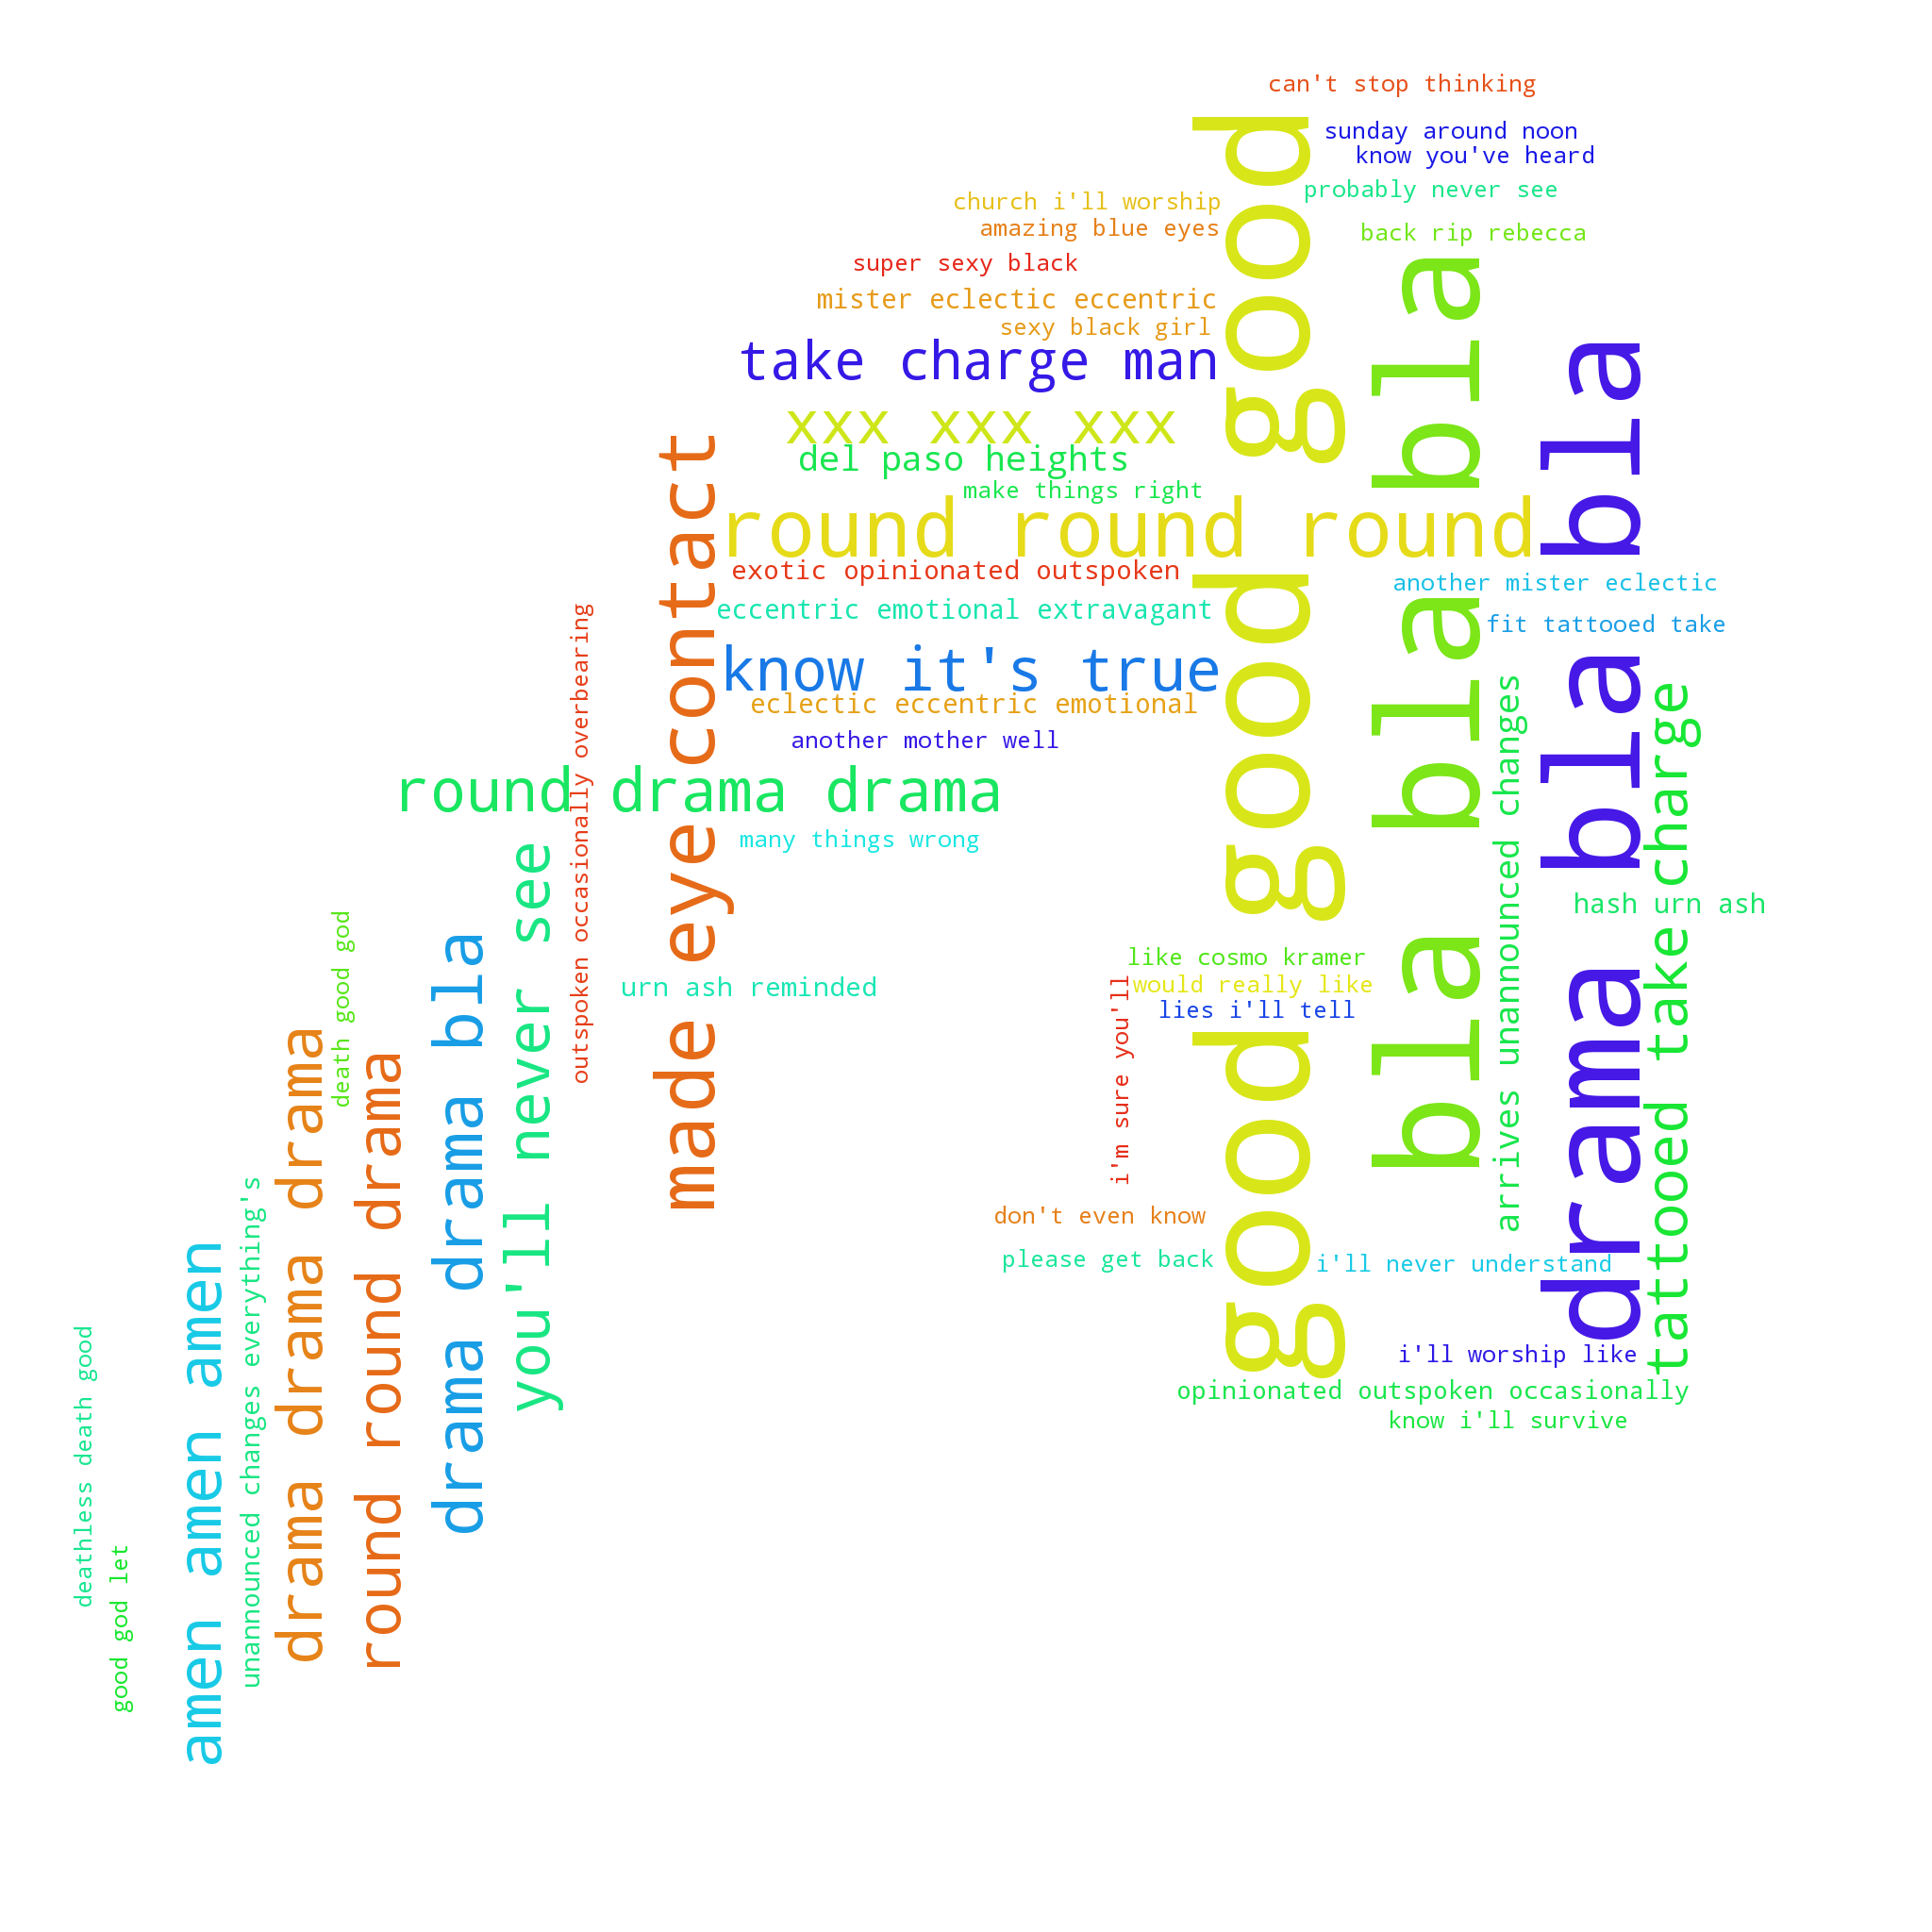 can't stop thinking
sunday around noon
know you've heard
probably never see
church i'll worship
amazing blue eyes
back rip rebecca
super sexy black
mister eclectic eccentric
sexy black girl
take charge man
xxx xxx xxx
del paso heights
make things right
round round round
exotic opinionated outspoken
another mister eclectic
eccentric emotional extravagant
fit tattooed take
know it's true
eclectic eccentric emotional
another mother well
round drama drama
many things wrong
hash urn ash
like cosmo kramer
would really like
urn ash reminded
lies i'll tell
don't even know
please get back
i'll never understand
i'll worship like
opinionated outspoken occasionally
know i'll survive
deathless death good
good god let
amen amen amen
unannounced changes everything's
drama drama drama
death good god
round round drama
drama drama bla
you'll never see
outspoken occasionally overbearing
made eye contact
i'm sure you'll
good good good
bla bla bla
arrives unannounced changes
drama bla bla
tattooed take charge